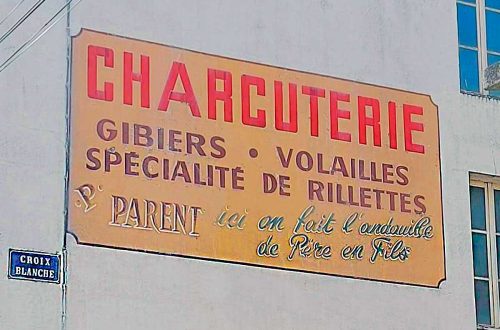 CHARCUTERIE
GIBIERS • VOLAILLES
SPÉCIALITÉ DE RILLETTES
P. PARENT ici on fait l'andouille
de Père en Fils
CROIX
BLANCHE